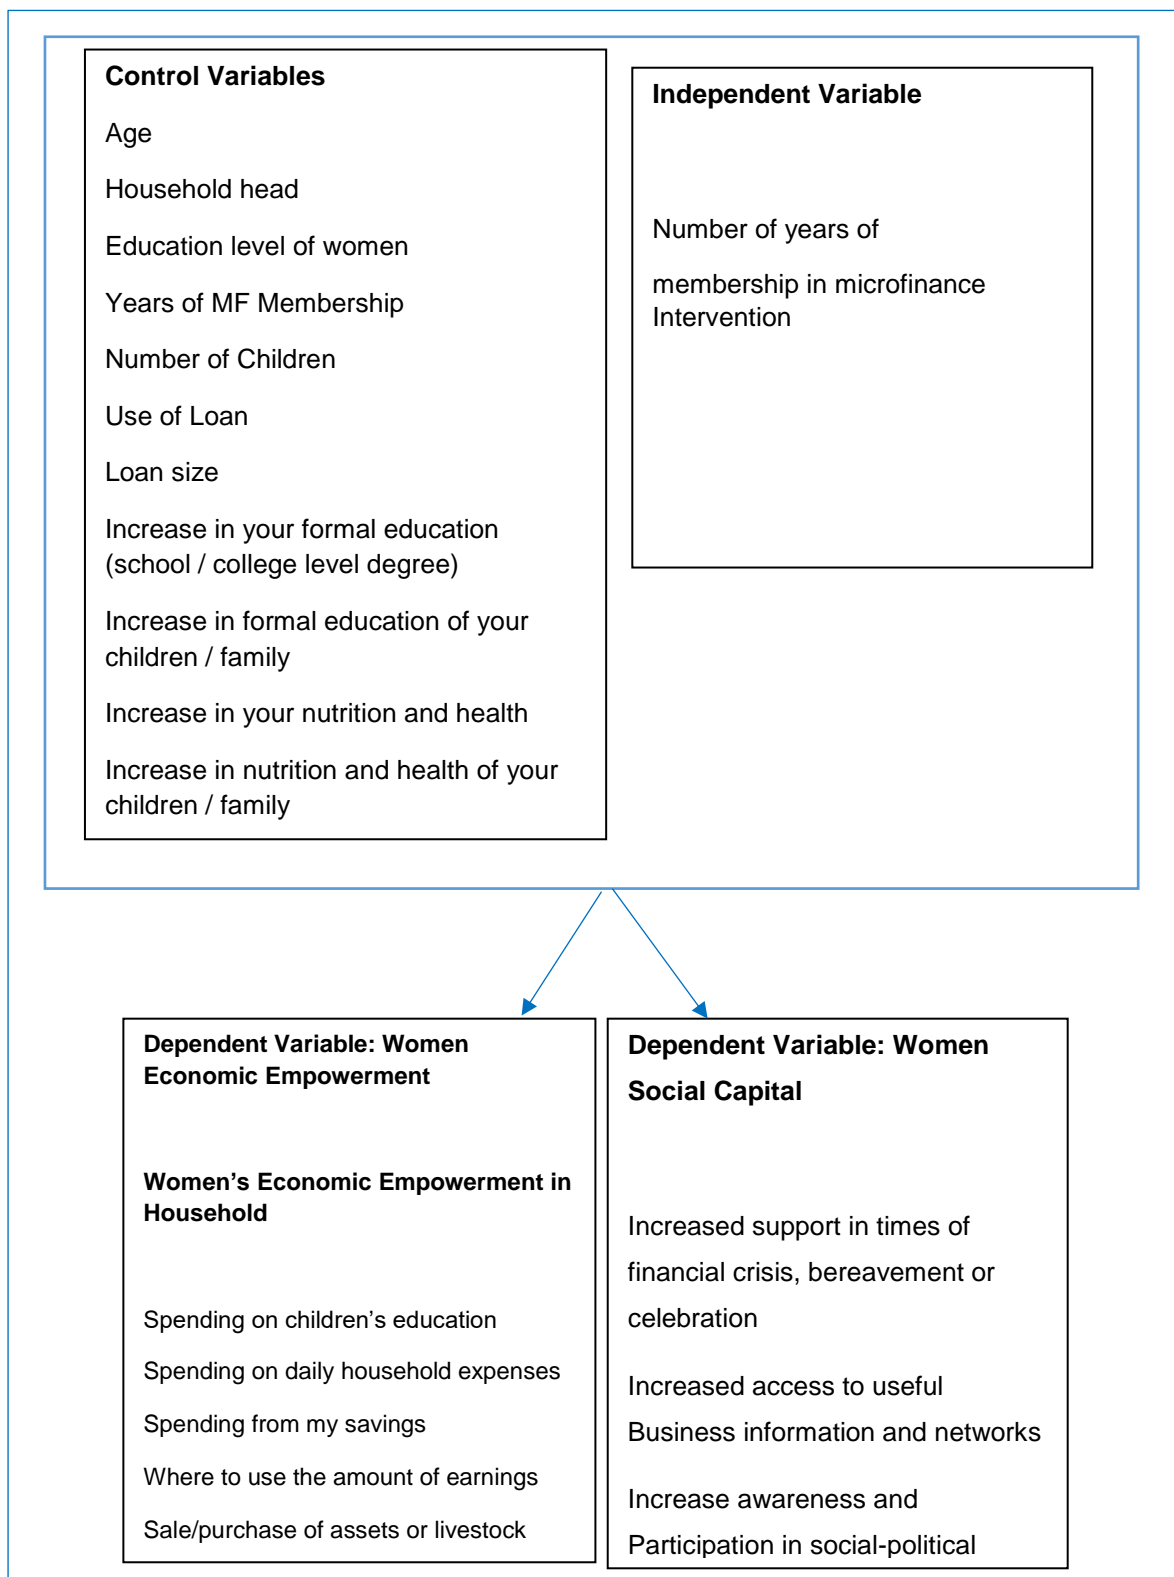 Control Variables
Age
Household head
Education level of women
Years of MF Membership
Number of Children
Use of Loan
Loan size
Increase in your formal education
(school / college level degree)
Increase in formal education of your
children / family
Increase in your nutrition and health
Increase in nutrition and health of your
children / family
Independent Variable
Number of years of
membership in microfinance
Intervention
Dependent Variable: Women
Economic Empowerment
Women’s Economic Empowerment in
Household
Spending on children’s education
Spending on daily household expenses
Spending from my savings
Where to use the amount of earnings
Sale/purchase of assets or livestock
Dependent Variable: Women
Social Capital
Increased support in times of
financial crisis, bereavement or
celebration
Increased access to useful
Business information and networks
Increase awareness and
Participation in social-political